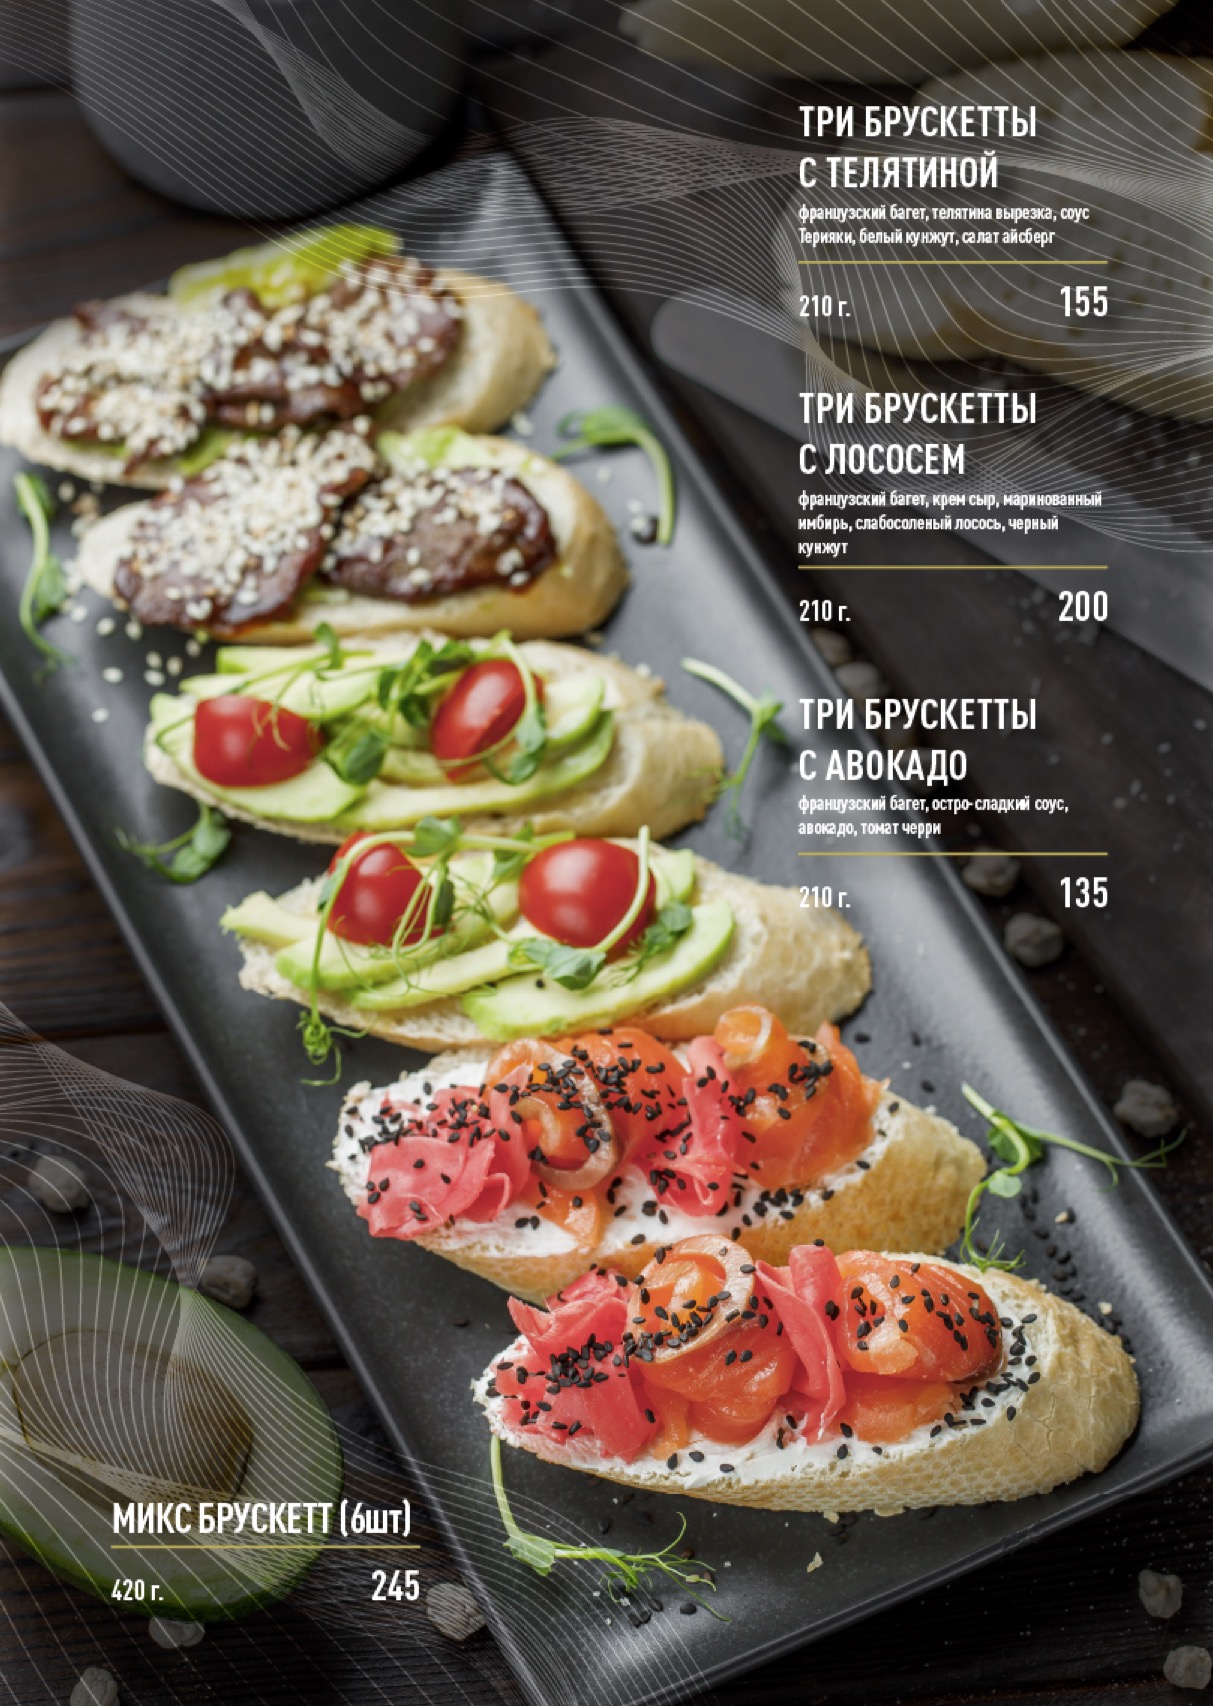 ТРИ БРУСКЕТТЫ
С ТЕЛЯТИНОЙ
французский багет, телятина вырезка, соус
Терияки, белый кунжут, салат айсберг
210 г. 155
ТРИ БРУСКЕТТЫ
С ЛОСОСЕМ
французский багет, крем сыр, маринованный
имбирь, слабосоленый лосось, черный
кунжут
210 г. 200
ТРИ БРУСКЕТТЫ
С АВОКАДО
французский багет, остро-сладкий соус,
авокадо, томат черри
210 г. 135
МИКС БРУСКЕТТ (6шт)
420 г. 245